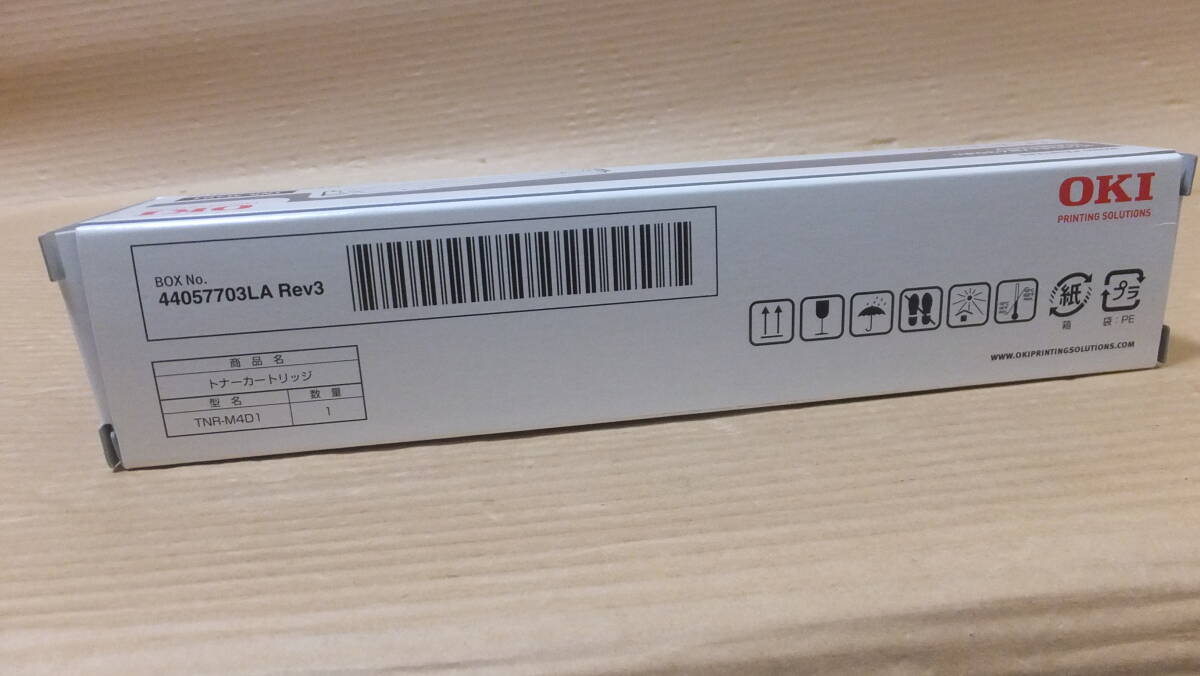 OKI
OKI
PRINTING SOLUTIONS
BOX No.
44057703LA Rev3
商品名
トナーカートリッジ
型名 数量
TNR-M4D1 1
紙
箱
プラ
袋:PE
WWW.OKIPRINTINGSOLUTIONS.COM